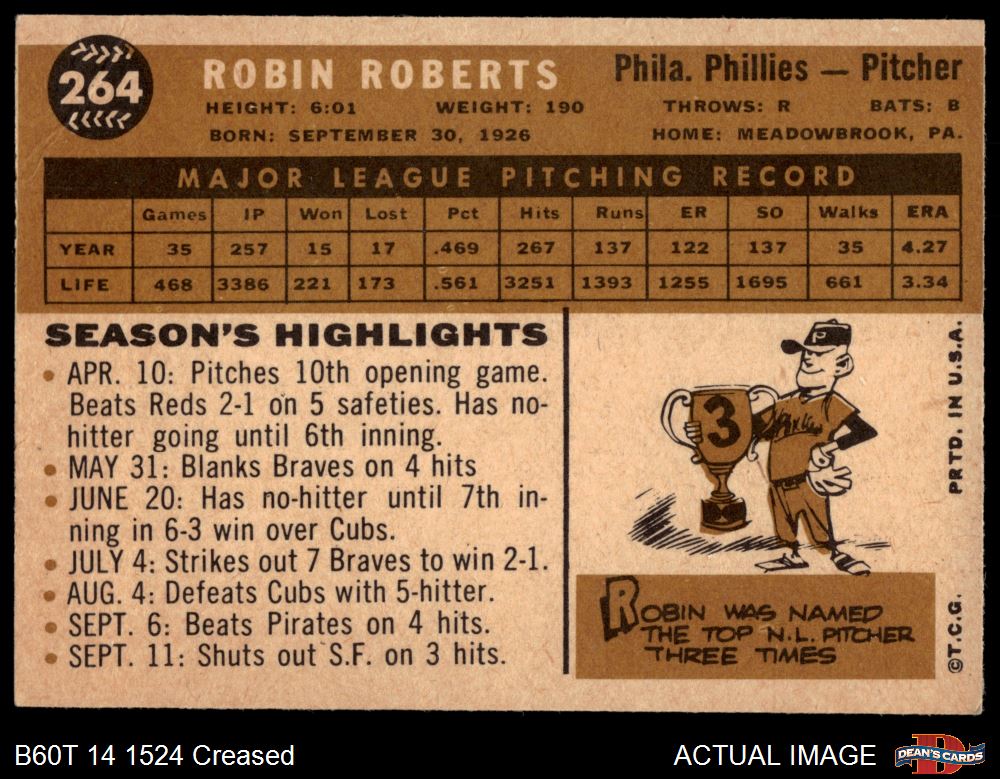 264
ROBIN ROBERTS
Phila. Phillies — Pitcher
HEIGHT: 6:01 WEIGHT: 190 THROWS: R BATS: B
BORN: SEPTEMBER 30, 1926 HOME: MEADOWBROOK, PA.
MAJOR LEAGUE PITCHING RECORD
Games IP Won Lost Pct Hits Runs ER SO Walks ERA
YEAR 35 257 15 17 .469 267 137 122 137 35 4.27
LIFE 468 3386 221 173 .561 3251 1393 1255 1695 661 3.34
SEASON'S HIGHLIGHTS
• APR. 10: Pitches 10th opening game.
Beats Reds 2-1 on 5 safeties. Has no-
hitter going until 6th inning.
• MAY 31: Blanks Braves on 4 hits
• JUNE 20: Has no-hitter until 7th in-
ning in 6-3 win over Cubs.
• JULY 4: Strikes out 7 Braves to win 2-1.
• AUG. 4: Defeats Cubs with 5-hitter.
• SEPT. 6: Beats Pirates on 4 hits.
• SEPT. 11: Shuts out S.F. on 3 hits.
P
3
ROBIN WAS NAMED
THE TOP N.L. PITCHER
THREE TIMES
©T.C.G. PRTD. IN U.S.A.
B60T 14 1524 Creased
ACTUAL IMAGE
D
DEAN'S CARDS